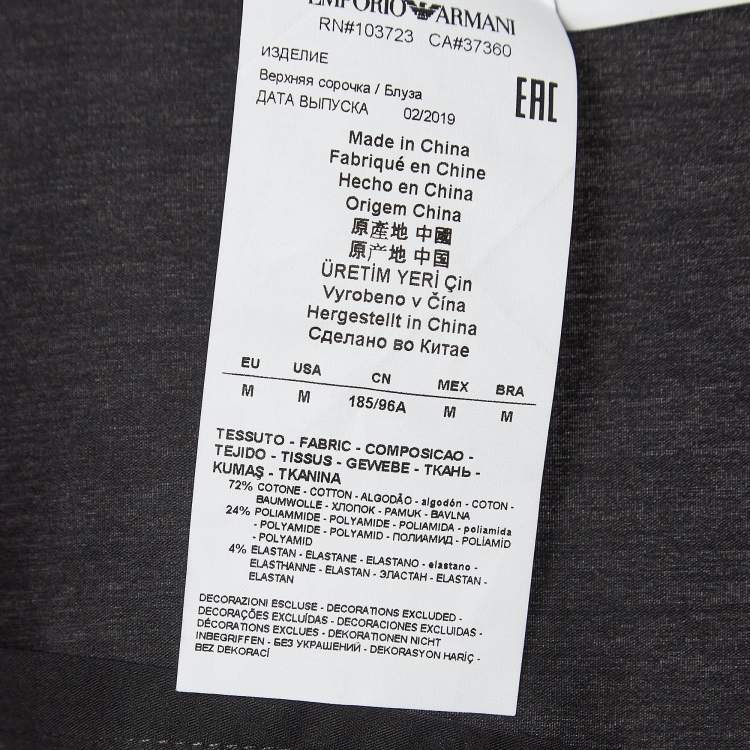 EMPORIO ARMANI
RN#103723 CA#37360
ИЗДЕЛИЕ
Верхняя сорочка / Блуза
ДАТА ВЫПУСКА 02/2019
EAC
Made in China
Fabriqué en Chine
Hecho en China
Origem China
原產地 中國
原产地 中国
ÜRETİM YERİ Çin
Vyrobeno v Čína
Hergestellt in China
Сделано во Китае
EU USA CN MEX BRA
M M 185/96A M M
TESSUTO - FABRIC - COMPOSICAO -
TEJIDO - TISSUS - GEWEBE - ТКАНЬ -
KUMAŞ - TKANINA
72% COTONE - COTTON - ALGODÃO - algodón - COTON -
BAUMWOLLE - ХЛОПОК - PAMUK - BAVLNA
24% POLIAMMIDE - POLYAMIDE - POLIAMIDA - poliamida
- POLYAMIDE - POLYAMID - ПОЛИАМИД - POLİAMİD
- POLYAMID
4% ELASTAN - ELASTANE - ELASTANO - elastano -
ELASTHANNE - ELASTAN - ЭЛАСТАН - ELASTAN -
ELASTAN
DECORAZIONI ESCLUSE - DECORATIONS EXCLUDED -
DECORAÇÕES EXCLUÍDAS - DECORACIONES EXCLUIDAS -
DÉCORATIONS EXCLUES - DEKORATIONEN NICHT
INBEGRIFFEN - БЕЗ УКРАШЕНИЙ - DEKORASYON HARİÇ -
BEZ DEKORACÍ